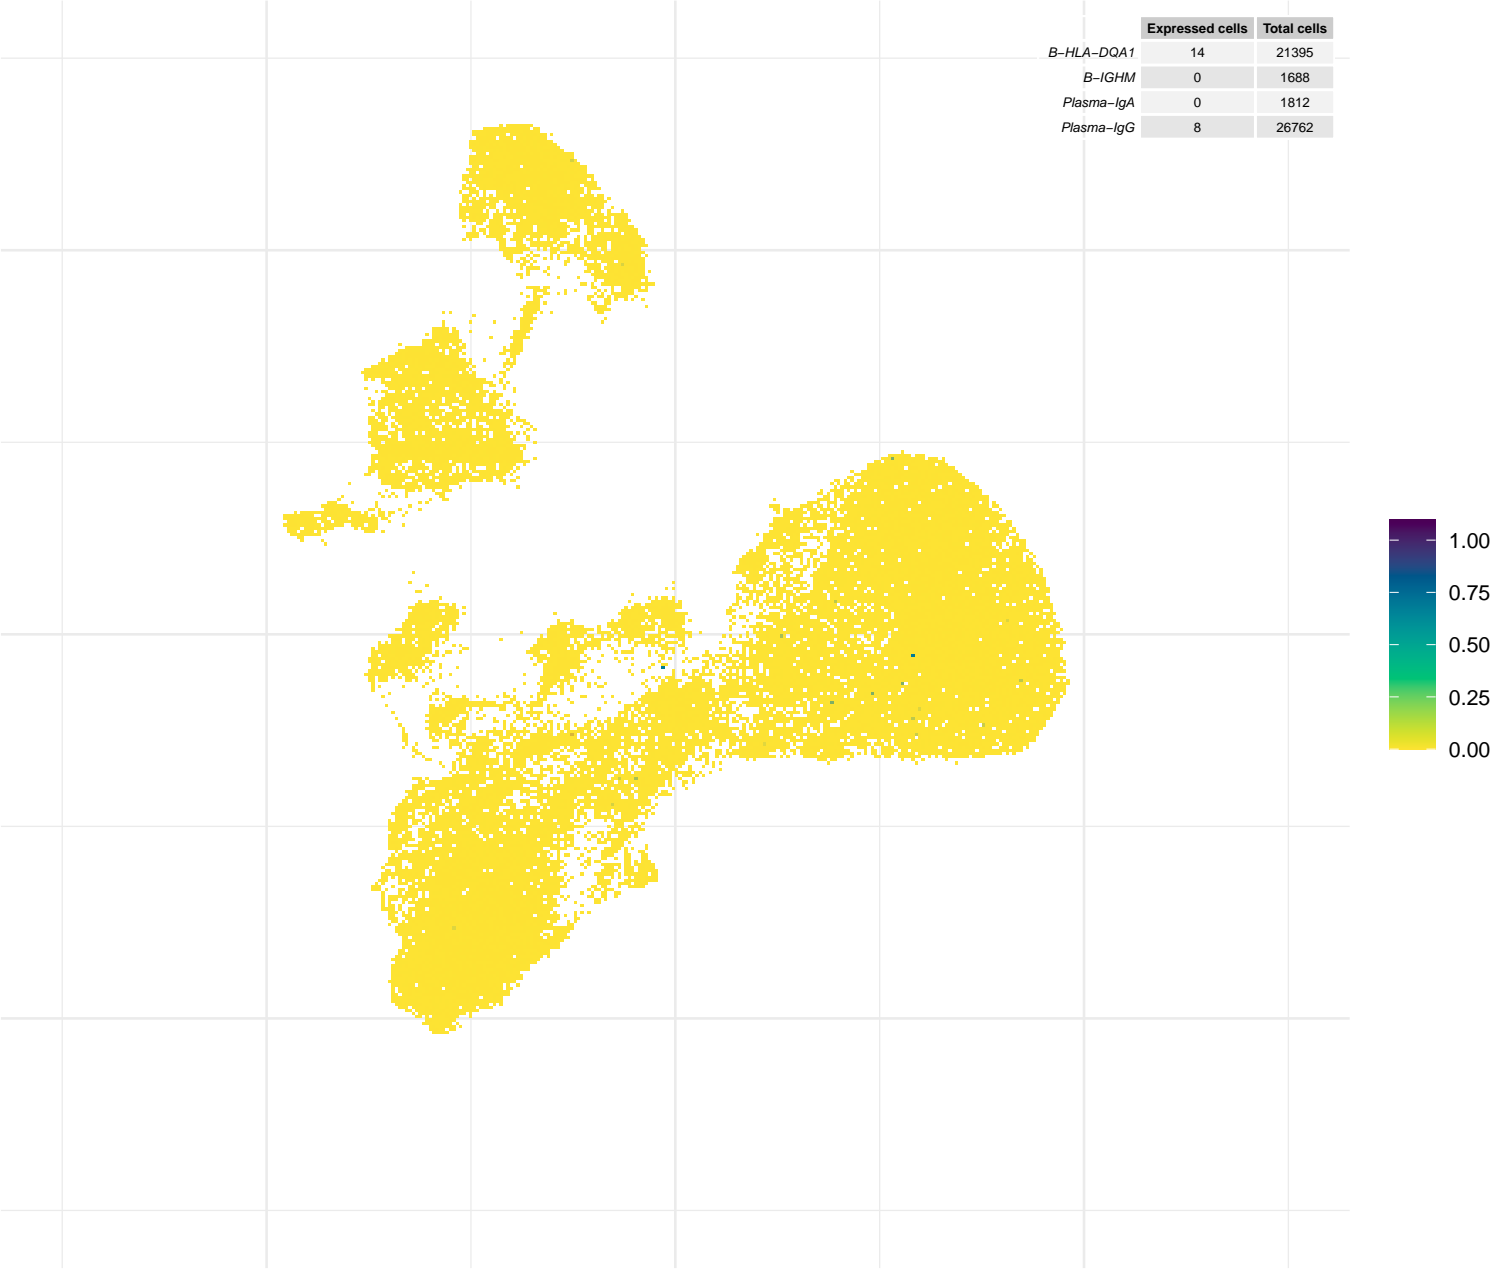 Expressed cells Total cells
B−HLA−DQA1 14 21395
B−IGHM 0 1688
Plasma−IgA 0 1812
Plasma−IgG 8 26762
1.00
0.75
0.50
0.25
0.00